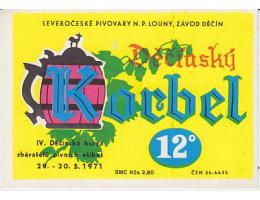 SEVEROČESKÉ PIVOVARY N. P. LOUNY, ZÁVOD DĚČÍN
Děčínský
Korbel
12°
IV. Děčínská burza
sběratelů pivních etiket
29. - 30. 5. 1971
SMC Kčs 2,80
ČSN 56-6635